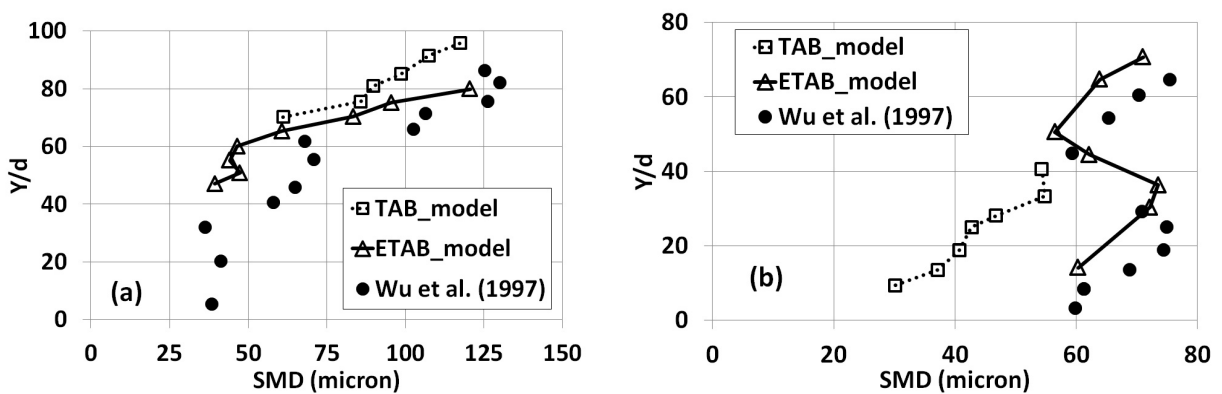 100
80
60
40
20
0
Y/d
TAB_model
ETAB_model
Wu et al. (1997)
(a)
0 25 50 75 100 125 150
SMD (micron)
80
60
40
20
0
Y/d
TAB_model
ETAB_model
Wu et al. (1997)
(b)
0 20 40 60 80
SMD (micron)